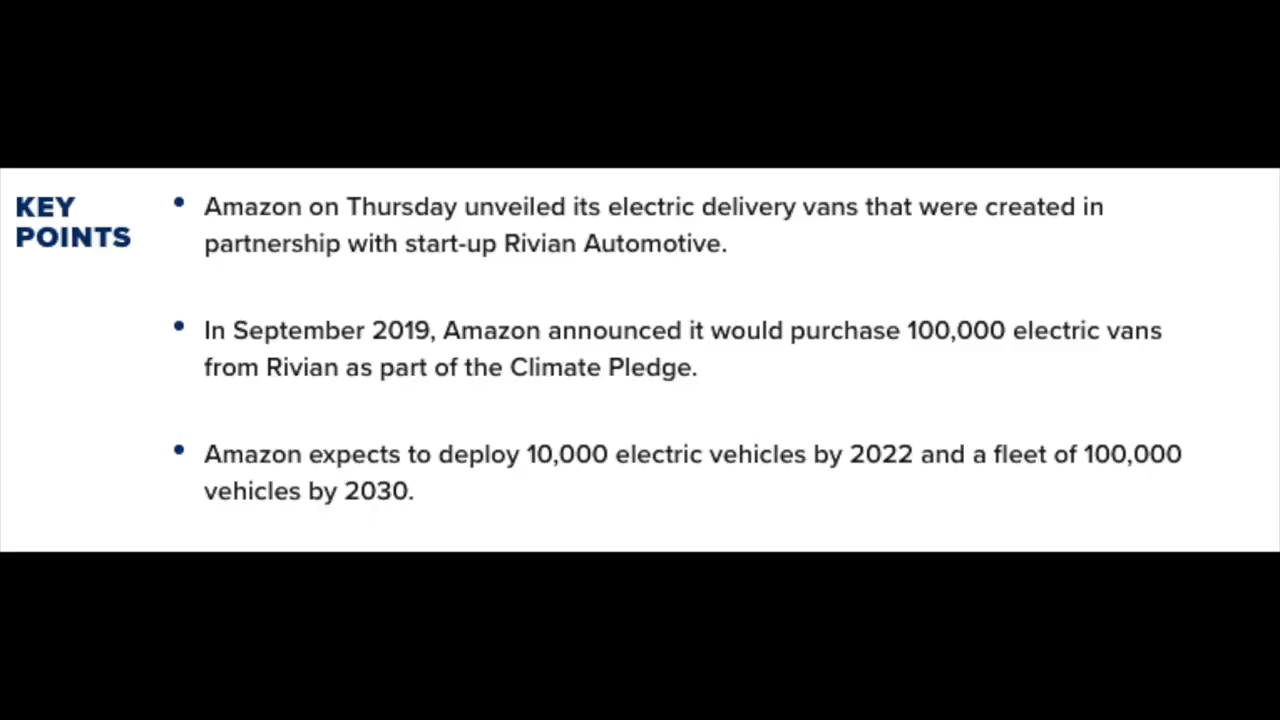 KEY
POINTS
• Amazon on Thursday unveiled its electric delivery vans that were created in
partnership with start-up Rivian Automotive.
• In September 2019, Amazon announced it would purchase 100,000 electric vans
from Rivian as part of the Climate Pledge.
• Amazon expects to deploy 10,000 electric vehicles by 2022 and a fleet of 100,000
vehicles by 2030.